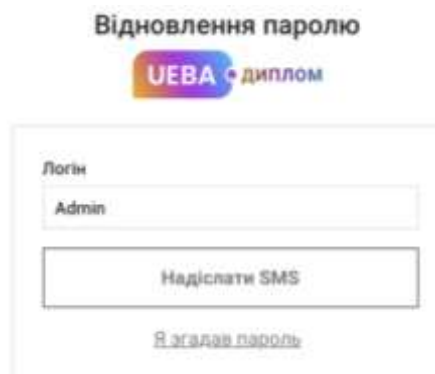 Відновлення паролю
UEBA диплом
Логін
Admin
Надіслати SMS
Я згадав пароль